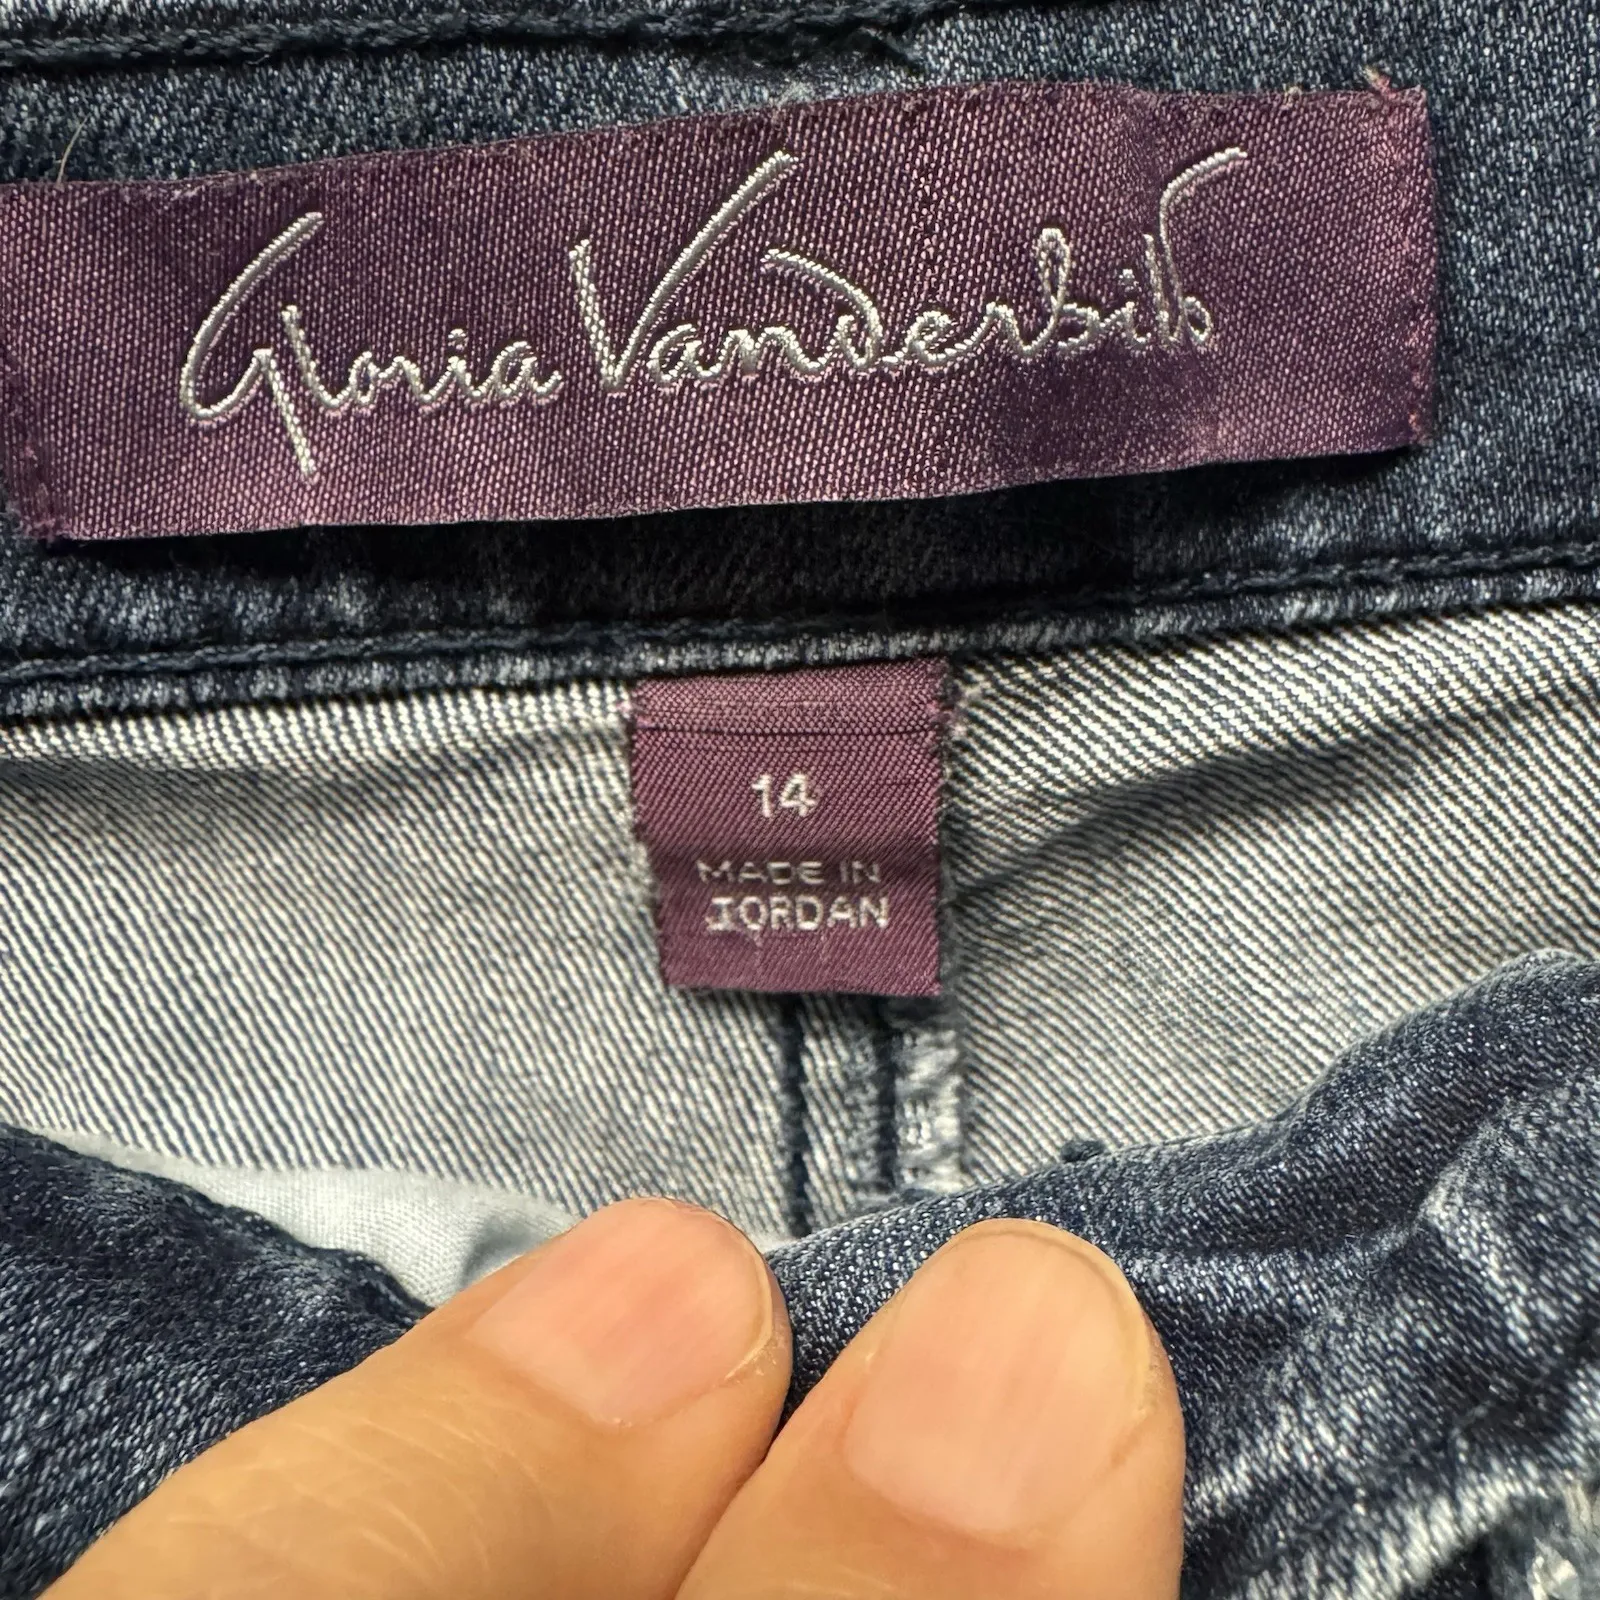 Gloria Vanderbilt
14
MADE IN
JORDAN